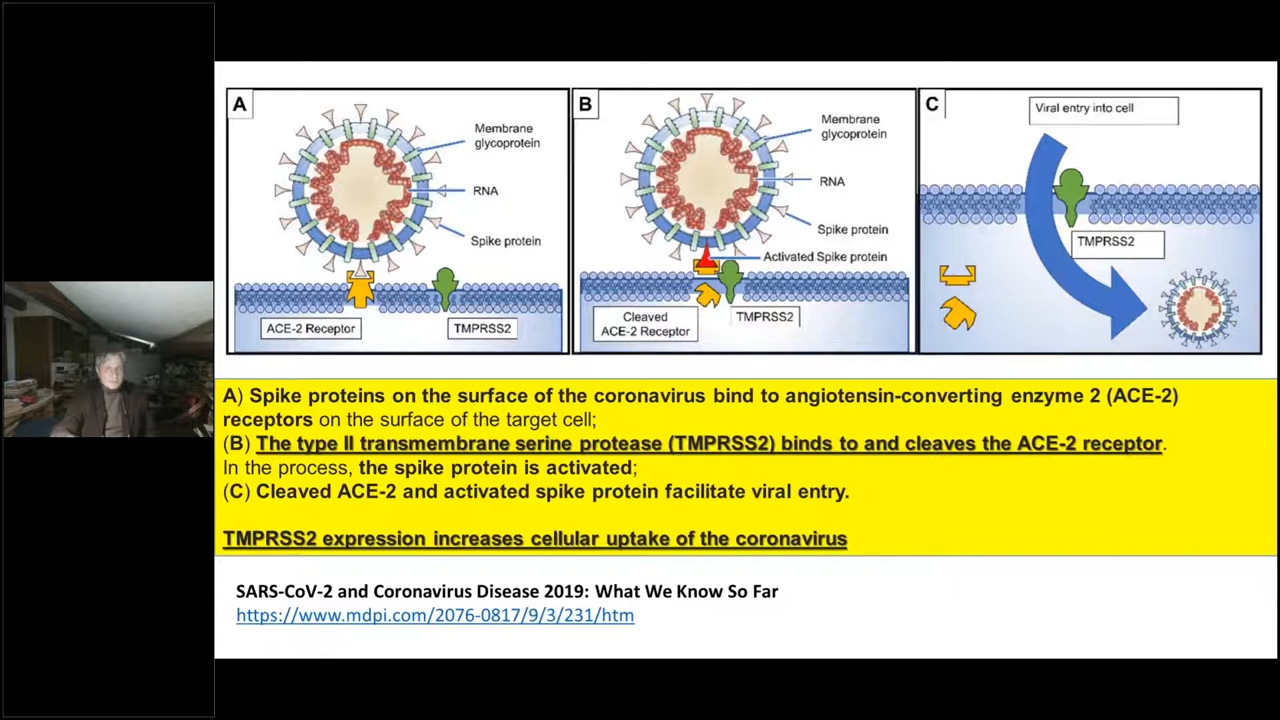 A
Membrane
glycoprotein
RNA
Spike protein
ACE-2 Receptor
TMPRSS2
B
Membrane
glycoprotein
RNA
Spike protein
Activated Spike protein
Cleaved
ACE-2 Receptor
TMPRSS2
C
Viral entry into cell
TMPRSS2
A) Spike proteins on the surface of the coronavirus bind to angiotensin-converting enzyme 2 (ACE-2)
receptors on the surface of the target cell;
(B) The type II transmembrane serine protease (TMPRSS2) binds to and cleaves the ACE-2 receptor.
In the process, the spike protein is activated;
(C) Cleaved ACE-2 and activated spike protein facilitate viral entry.
TMPRSS2 expression increases cellular uptake of the coronavirus
SARS-CoV-2 and Coronavirus Disease 2019: What We Know So Far
https://www.mdpi.com/2076-0817/9/3/231/htm